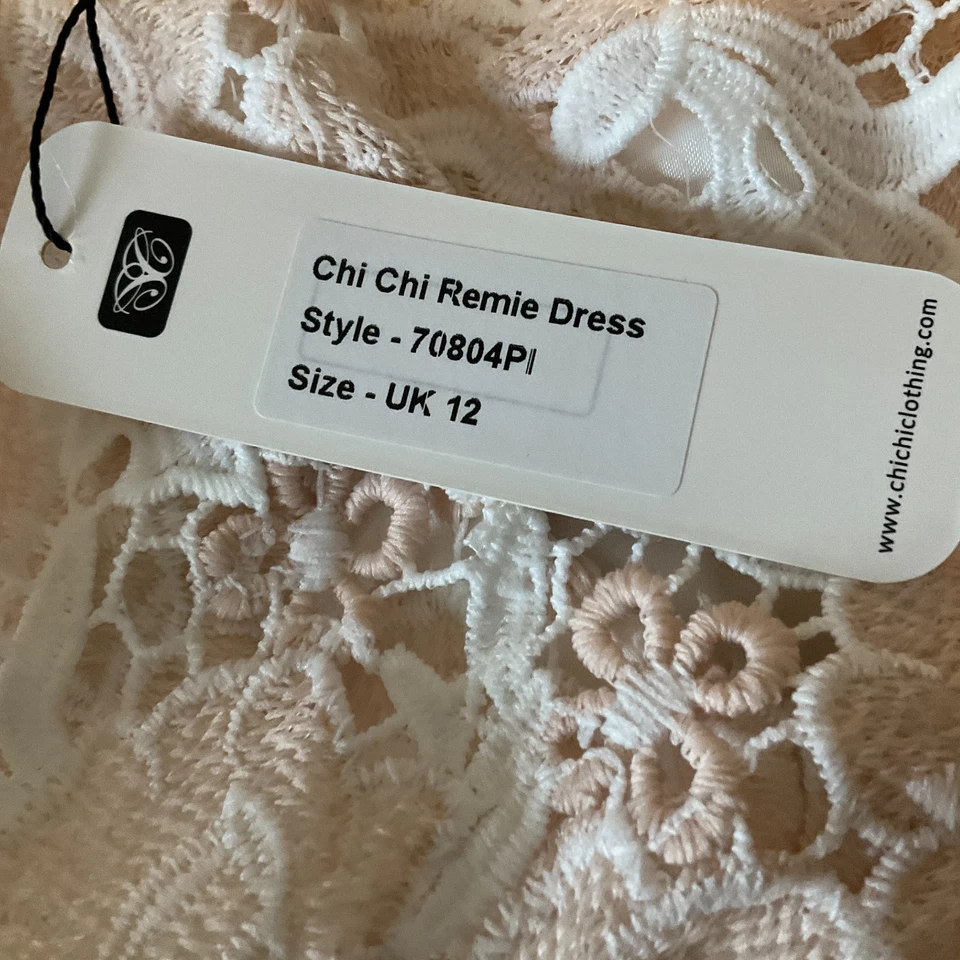 Chi Chi Remie Dress
Style - 70804PI
Size - UK 12
www.chichiclothing.com